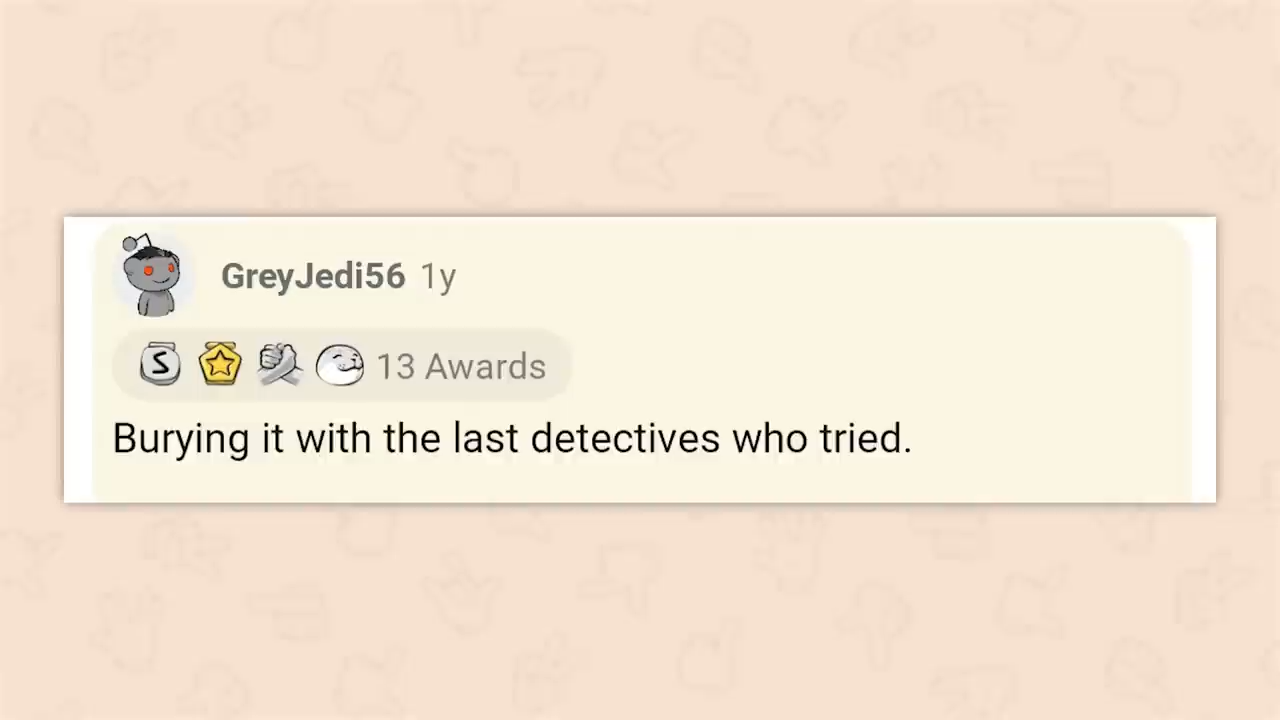 GreyJedi56 1y
S 13 Awards
Burying it with the last detectives who tried.